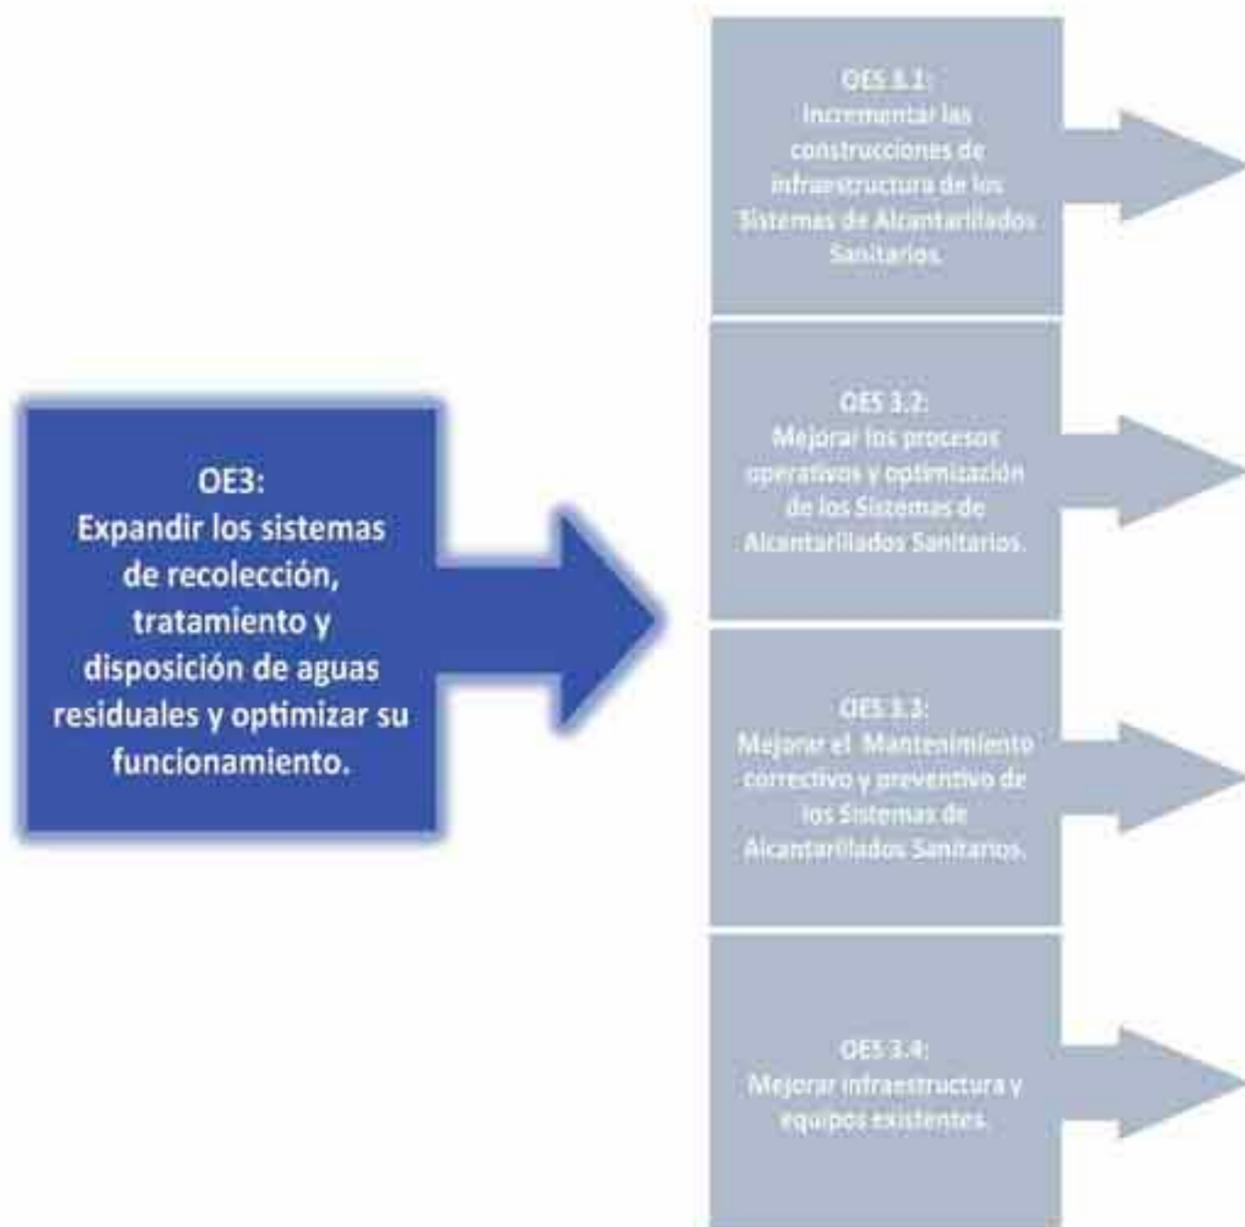 OE3:
Expandir los sistemas
de recolección,
tratamiento y
disposición de aguas
residuales y optimizar su
funcionamiento.
OES 3.1:
Incrementar las
construcciones de
infraestructura de los
Sistemas de Alcantarillados
Sanitarios.
OES 3.2:
Mejorar los procesos
operativos y optimización
de los Sistemas de
Alcantarillados Sanitarios.
OES 3.3:
Mejorar el Mantenimiento
correctivo y preventivo de
los Sistemas de
Alcantarillados Sanitarios.
OES 3.4:
Mejorar infraestructura y
equipos existentes.